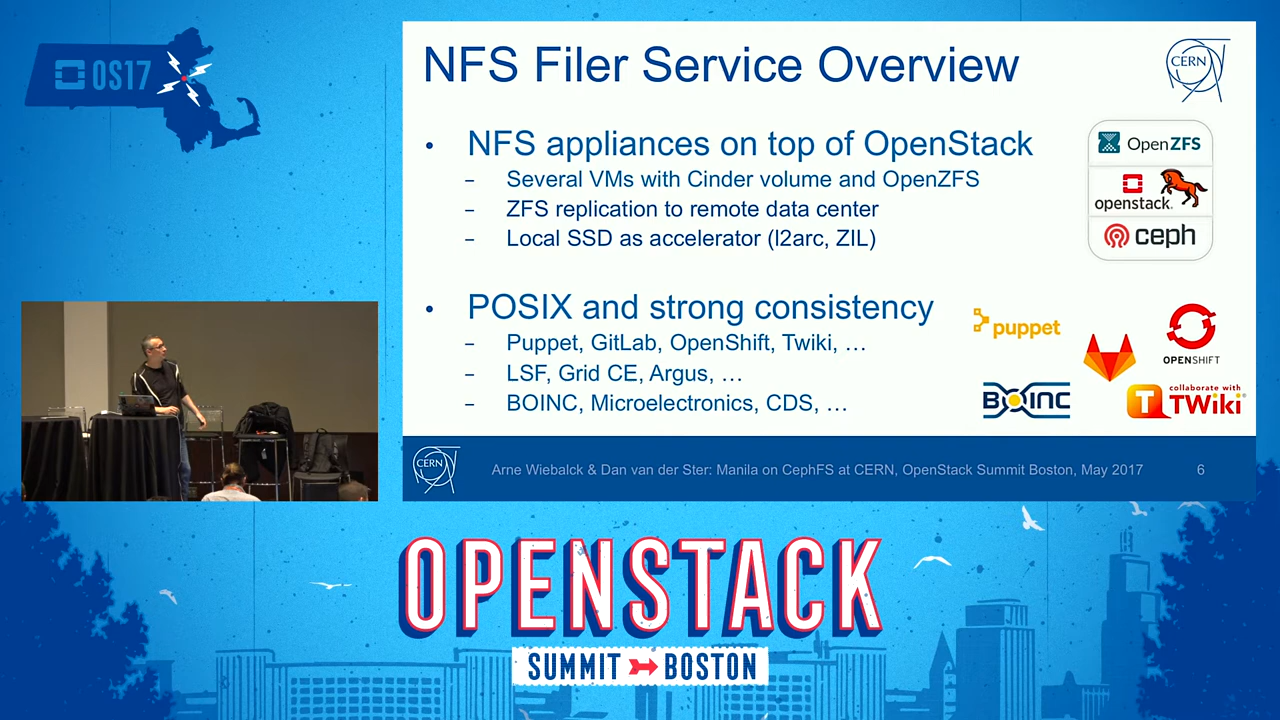 OS17
NFS Filer Service Overview
CERN
• NFS appliances on top of OpenStack
– Several VMs with Cinder volume and OpenZFS
– ZFS replication to remote data center
– Local SSD as accelerator (l2arc, ZIL)
OpenZFS
openstack.
ceph
• POSIX and strong consistency
– Puppet, GitLab, OpenShift, Twiki, …
– LSF, Grid CE, Argus, …
– BOINC, Microelectronics, CDS, …
puppet
OPENSHIFT
BOINC
collaborate with
TWiki
CERN
Arne Wiebalck & Dan van der Ster: Manila on CephFS at CERN, OpenStack Summit Boston, May 2017
6
OPENSTACK
SUMMIT BOSTON